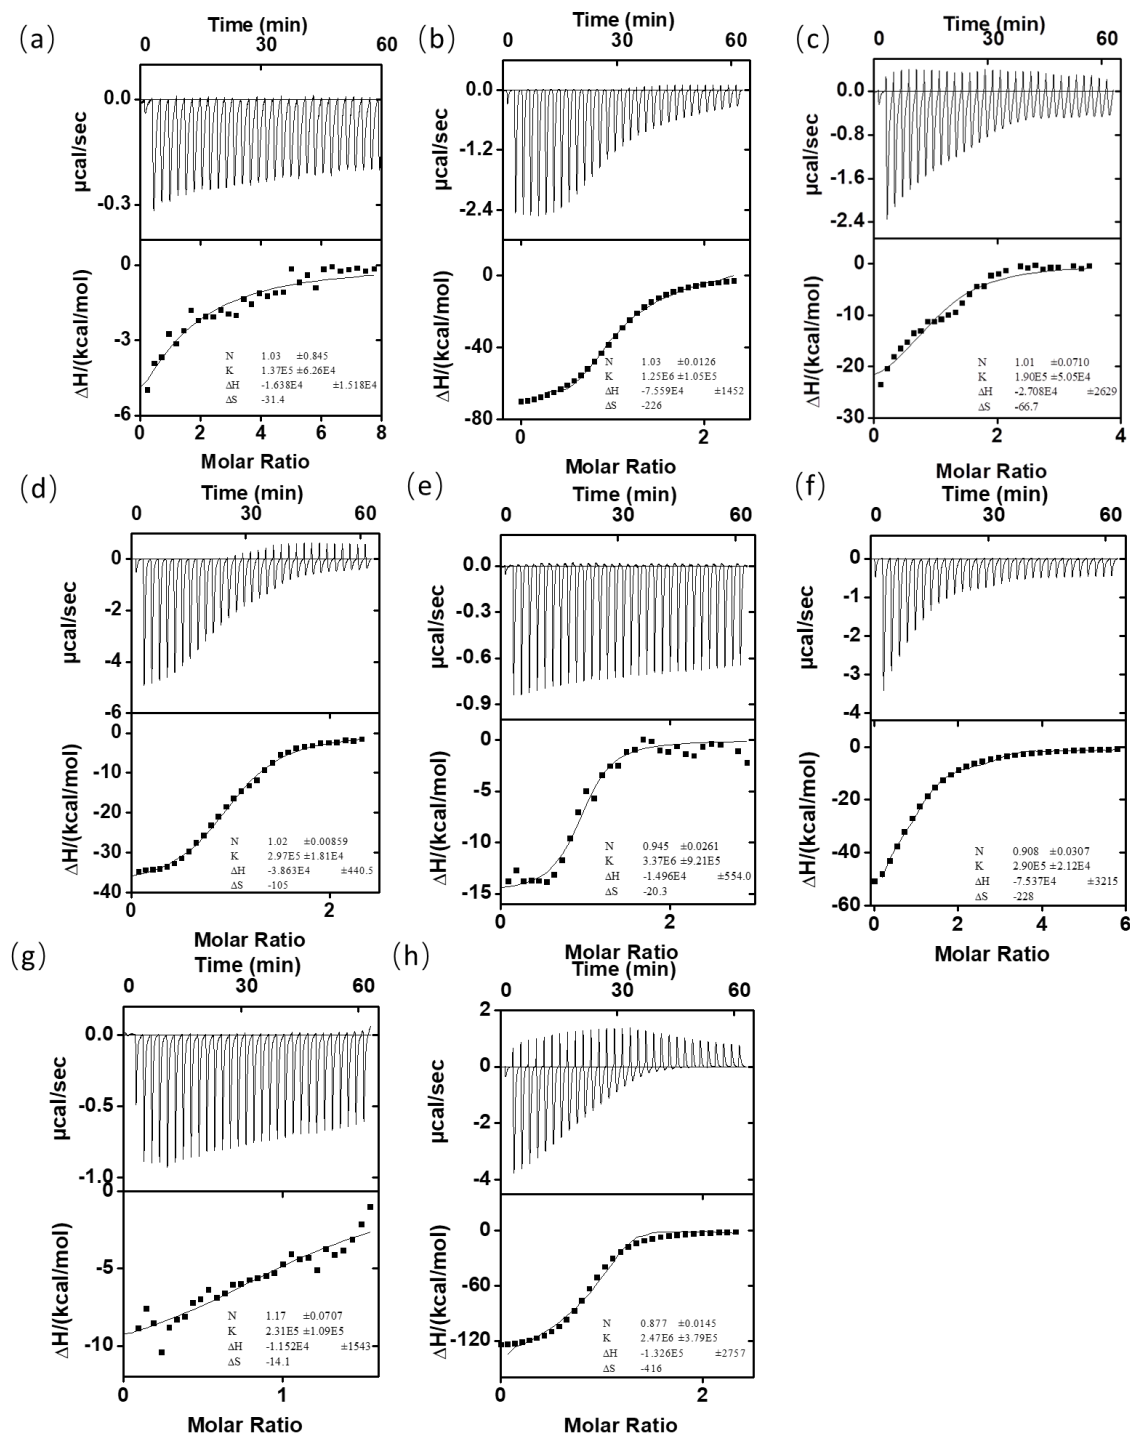 (a)
Time (min)
0 30 60
0.0
-0.3
µcal/sec
0
-3
-6
ΔH/(kcal/mol)
N 1.03 ±0.845
K 1.37E5 ±6.26E4
ΔH -1.638E4 ±1.518E4
ΔS -31.4
0 2 4 6 8
Molar Ratio
(b)
Time (min)
0 30 60
0.0
-1.2
-2.4
µcal/sec
0
-40
-80
ΔH/(kcal/mol)
N 1.03 ±0.0126
K 1.25E6 ±1.05E5
ΔH -7.559E4 ±1452
ΔS -226
0 2
Molar Ratio
(c)
Time (min)
0 30 60
0.0
-0.8
-1.6
-2.4
µcal/sec
0
-10
-20
-30
ΔH/(kcal/mol)
N 1.01 ±0.0710
K 1.90E5 ±5.05E4
ΔH -2.708E4 ±2629
ΔS -66.7
0 2 4
Molar Ratio
(d)
Time (min)
0 30 60
0
-2
-4
-6
µcal/sec
0
-10
-20
-30
-40
ΔH/(kcal/mol)
N 1.02 ±0.00859
K 2.97E5 ±1.81E4
ΔH -3.863E4 ±440.5
ΔS -105
0 2
Molar Ratio
(e)
Time (min)
0 30 60
0.0
-0.3
-0.6
-0.9
µcal/sec
0
-5
-10
-15
ΔH/(kcal/mol)
N 0.945 ±0.0261
K 3.37E6 ±9.21E5
ΔH -1.496E4 ±554.0
ΔS -20.3
0 2
Molar Ratio
(f)
Time (min)
0 30 60
0
-1
-2
-3
-4
µcal/sec
0
-20
-40
-60
ΔH/(kcal/mol)
N 0.908 ±0.0307
K 2.90E5 ±2.12E4
ΔH -7.537E4 ±3215
ΔS -228
0 2 4 6
Molar Ratio
(g)
Time (min)
0 30 60
0.0
-0.5
-1.0
µcal/sec
0
-5
-10
ΔH/(kcal/mol)
N 1.17 ±0.0707
K 2.31E5 ±1.09E5
ΔH -1.152E4 ±1543
ΔS -14.1
0 1
Molar Ratio
(h)
Time (min)
0 30 60
2
0
-2
-4
µcal/sec
0
-60
-120
ΔH/(kcal/mol)
N 0.877 ±0.0145
K 2.47E6 ±3.79E5
ΔH -1.326E5 ±2757
ΔS -416
0 2
Molar Ratio